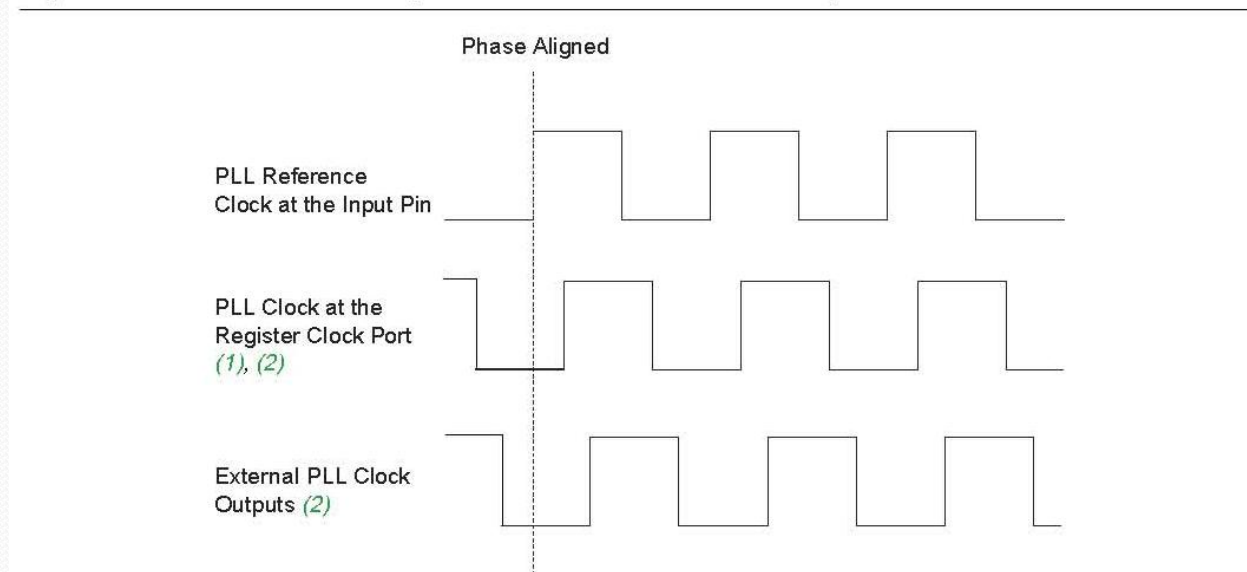 Phase Aligned
PLL Reference
Clock at the Input Pin
PLL Clock at the
Register Clock Port
(1), (2)
External PLL Clock
Outputs (2)